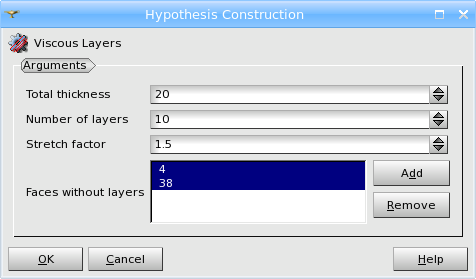 Hypothesis Construction
Viscous Layers
Arguments
Total thickness 20
Number of layers 10
Stretch factor 1.5
Faces without layers
4
38
Add
Remove
OK Cancel Help